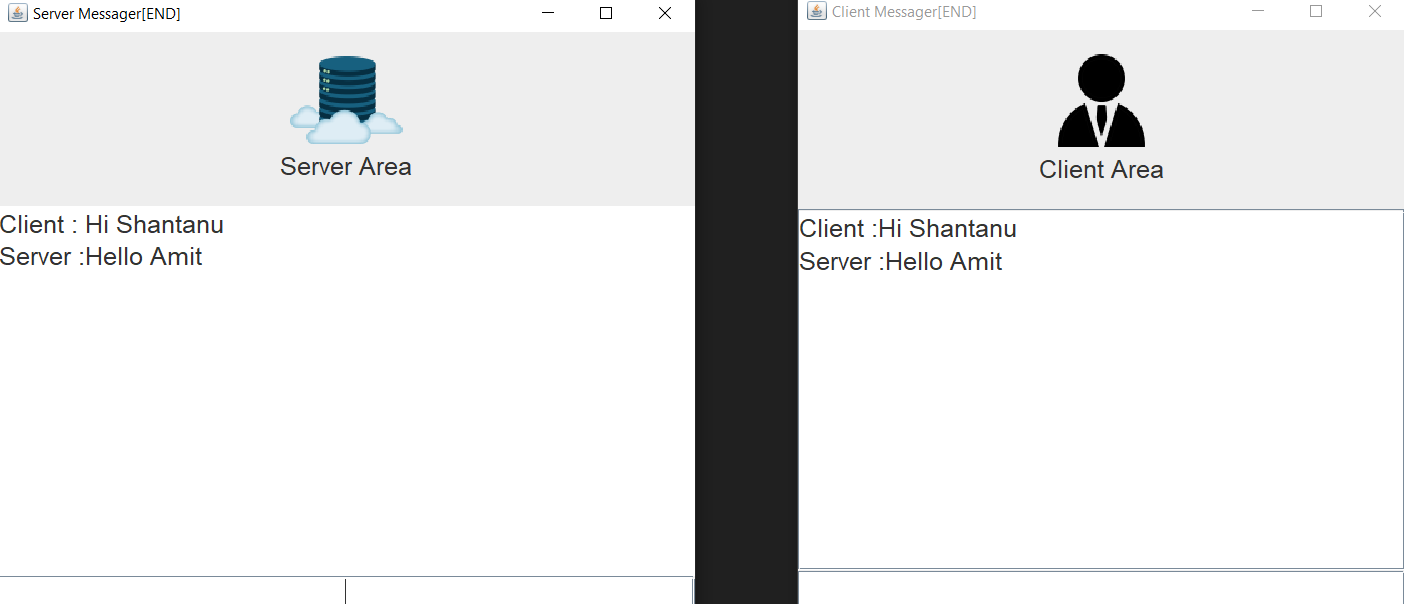 Server Messager[END]
Server Area
Client : Hi Shantanu
Server :Hello Amit
Client Messager[END]
Client Area
Client :Hi Shantanu
Server :Hello Amit